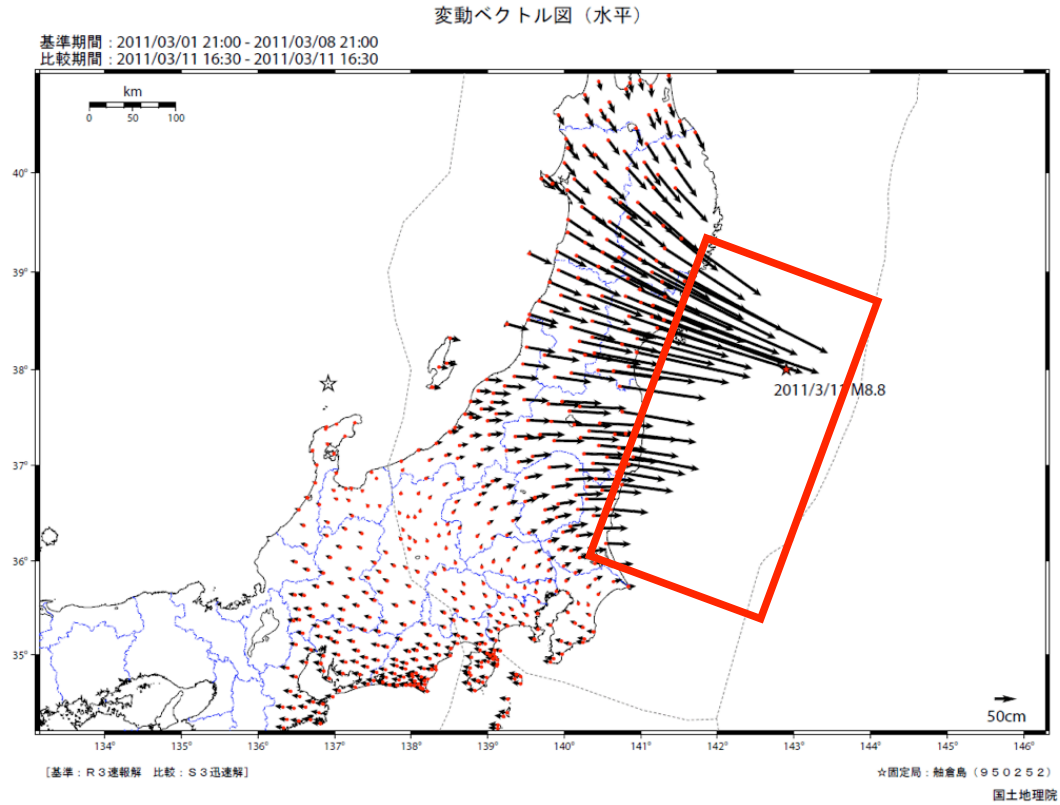 変動ベクトル図（水平）
基準期間：2011/03/01 21:00 - 2011/03/08 21:00
比較期間：2011/03/11 16:30 - 2011/03/11 16:30
km
0 50 100
40°
39°
38°
37°
36°
35°
2011/3/11 M8.8
50cm
134° 135° 136° 137° 138° 139° 140° 141° 142° 143° 144° 145° 146°
［基準：Ｒ３速報解　比較：Ｓ３迅速解］
☆固定局：舳倉島（９５０２５２）
国土地理院